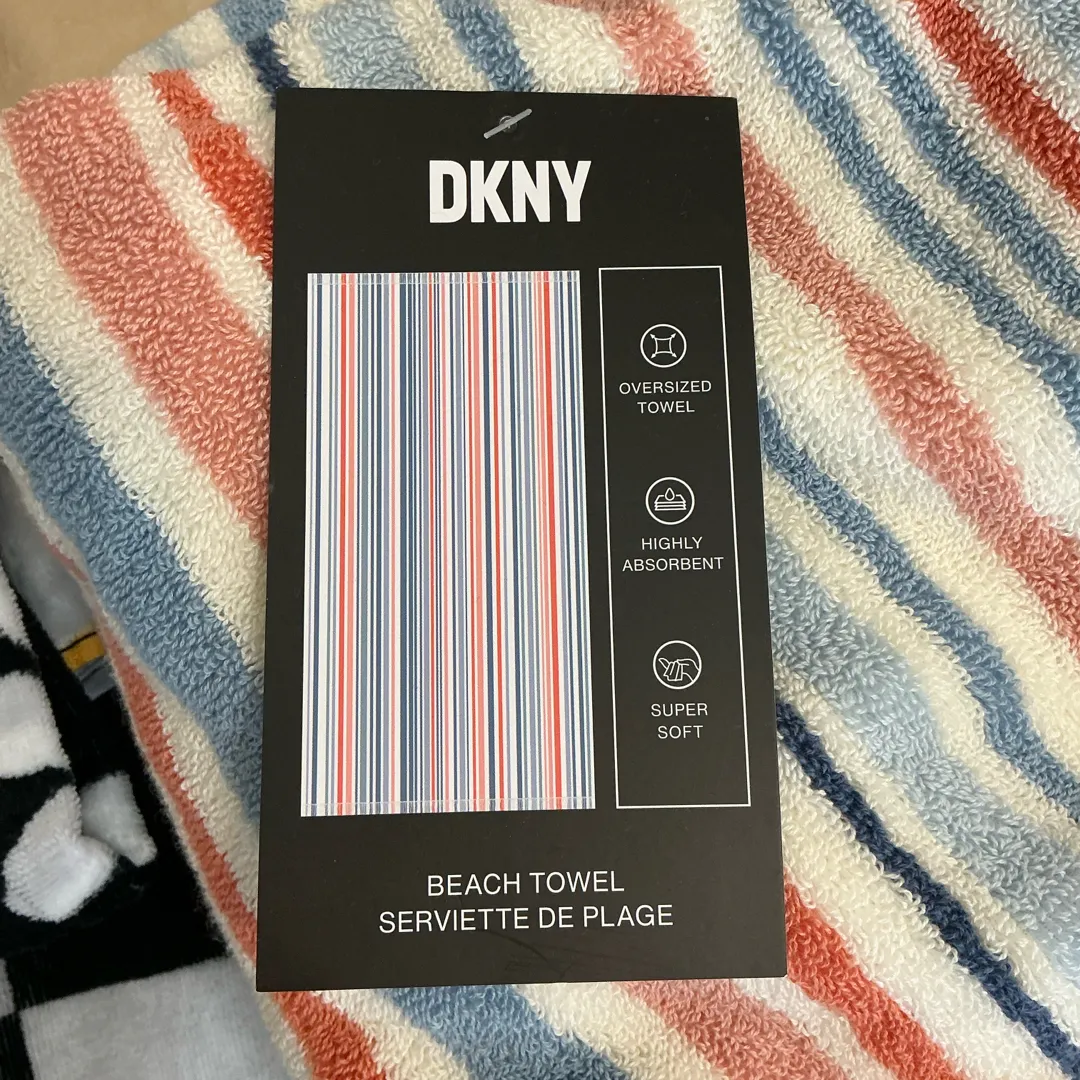 DKNY
OVERSIZED
TOWEL
HIGHLY
ABSORBENT
SUPER
SOFT
BEACH TOWEL
SERVIETTE DE PLAGE